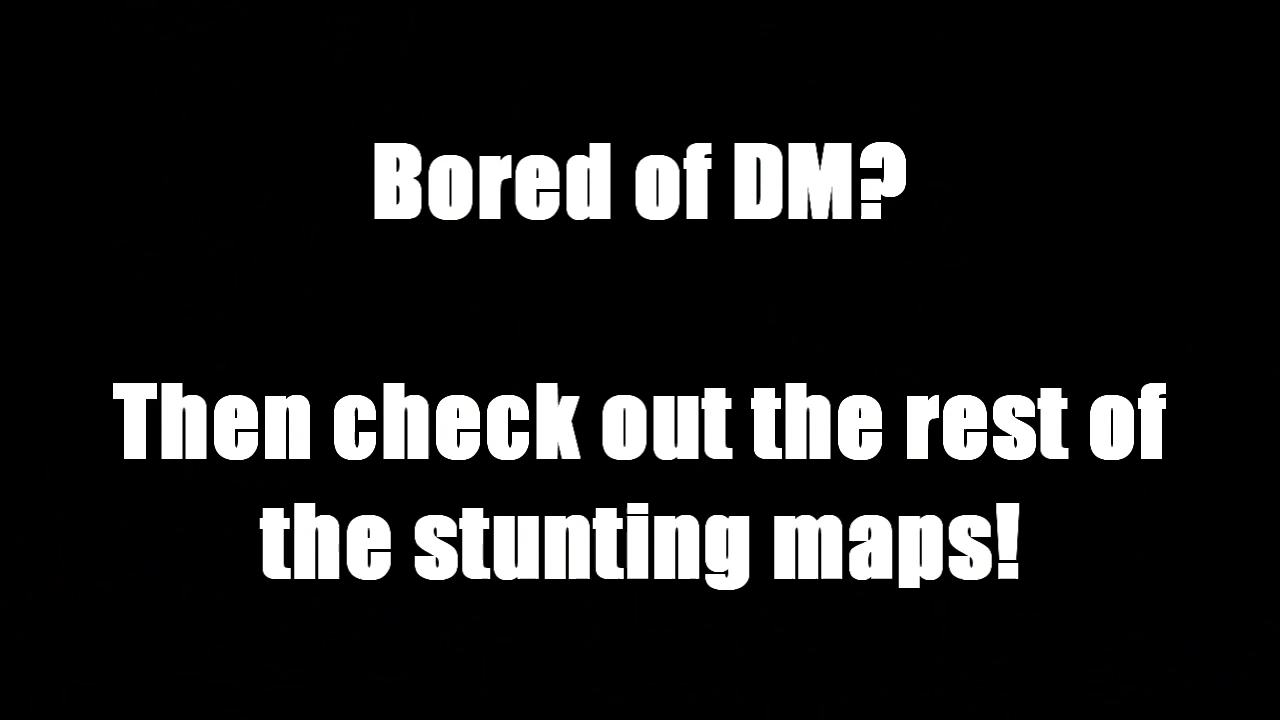 Bored of DM?
Then check out the rest of
the stunting maps!